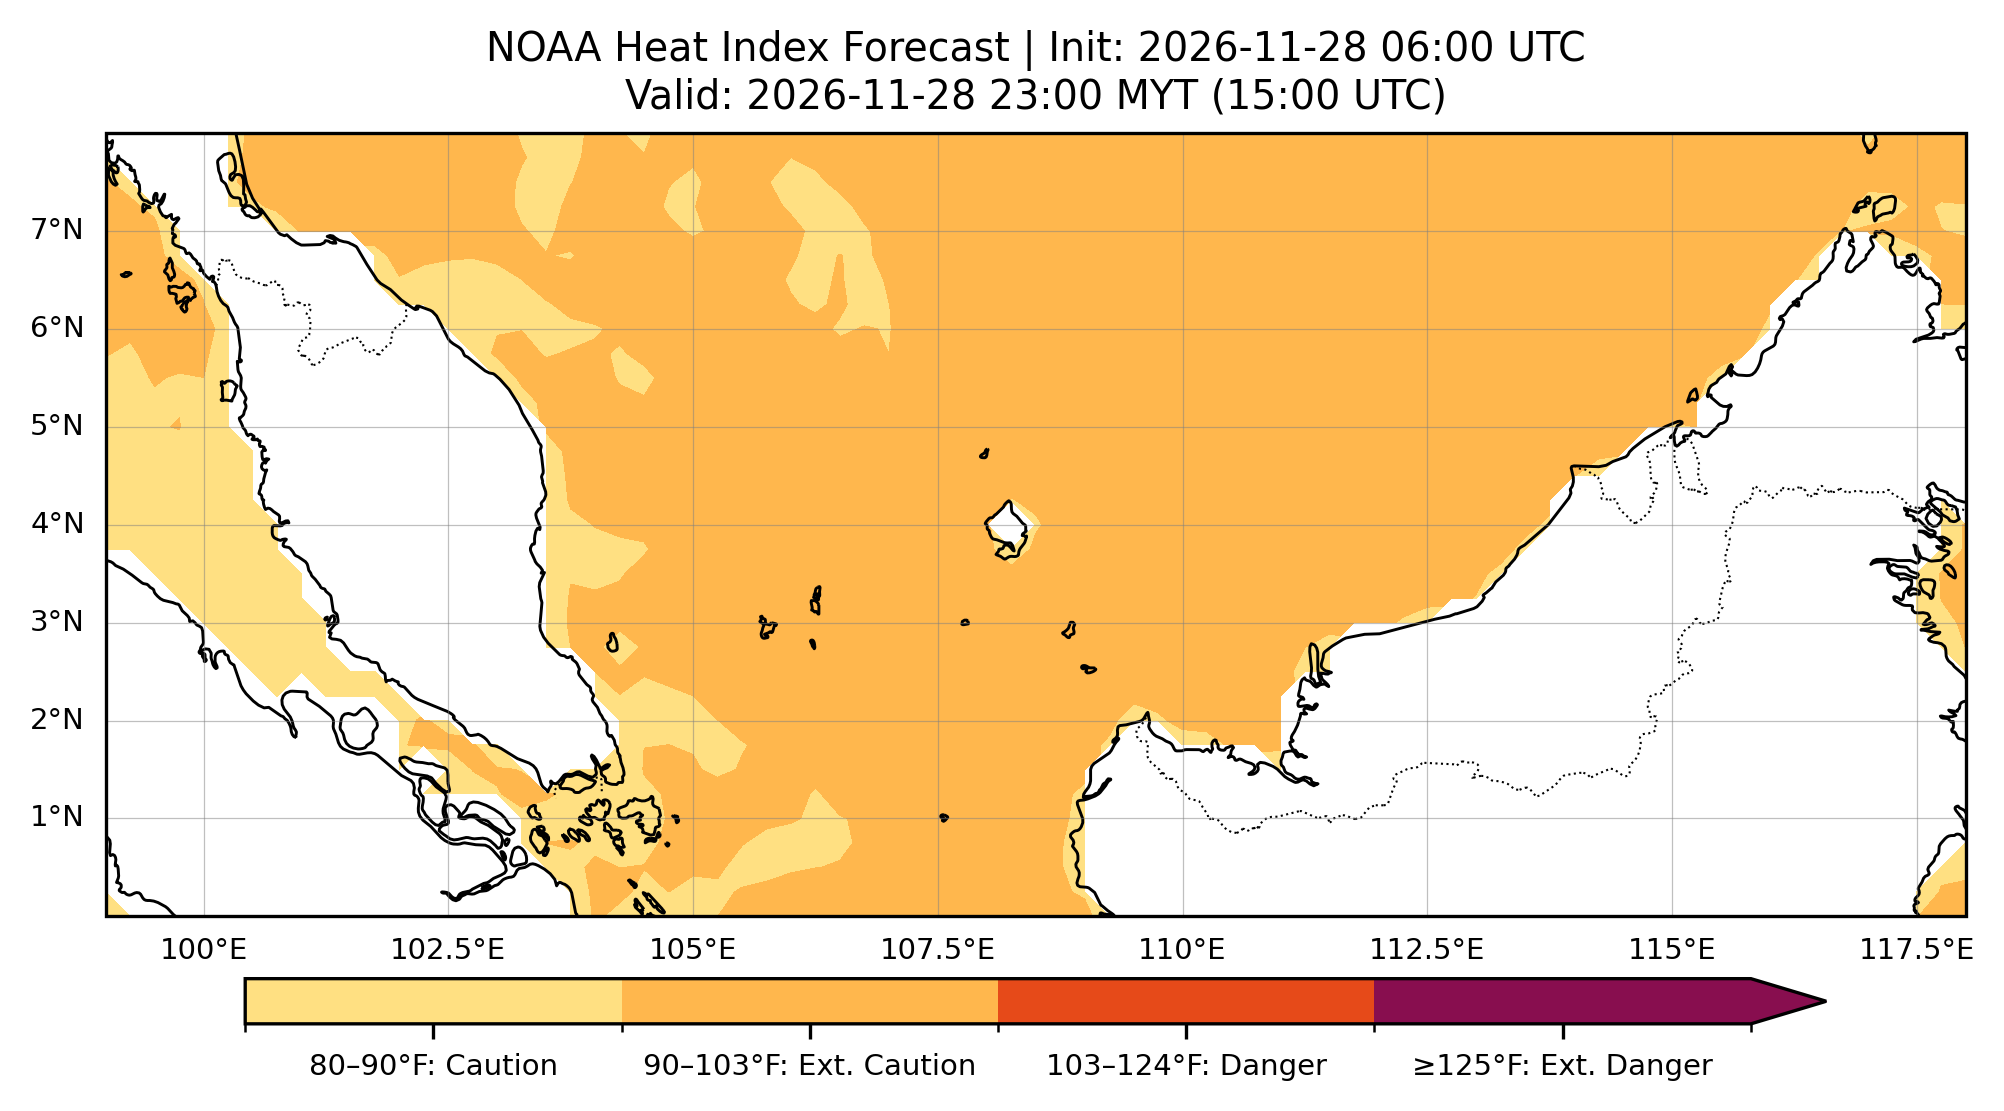 NOAA Heat Index Forecast | Init: 2026-11-28 06:00 UTC
Valid: 2026-11-28 23:00 MYT (15:00 UTC)
7°N
6°N
5°N
4°N
3°N
2°N
1°N
100°E
102.5°E
105°E
107.5°E
110°E
112.5°E
115°E
117.5°E
80–90°F: Caution
90–103°F: Ext. Caution
103–124°F: Danger
≥125°F: Ext. Danger